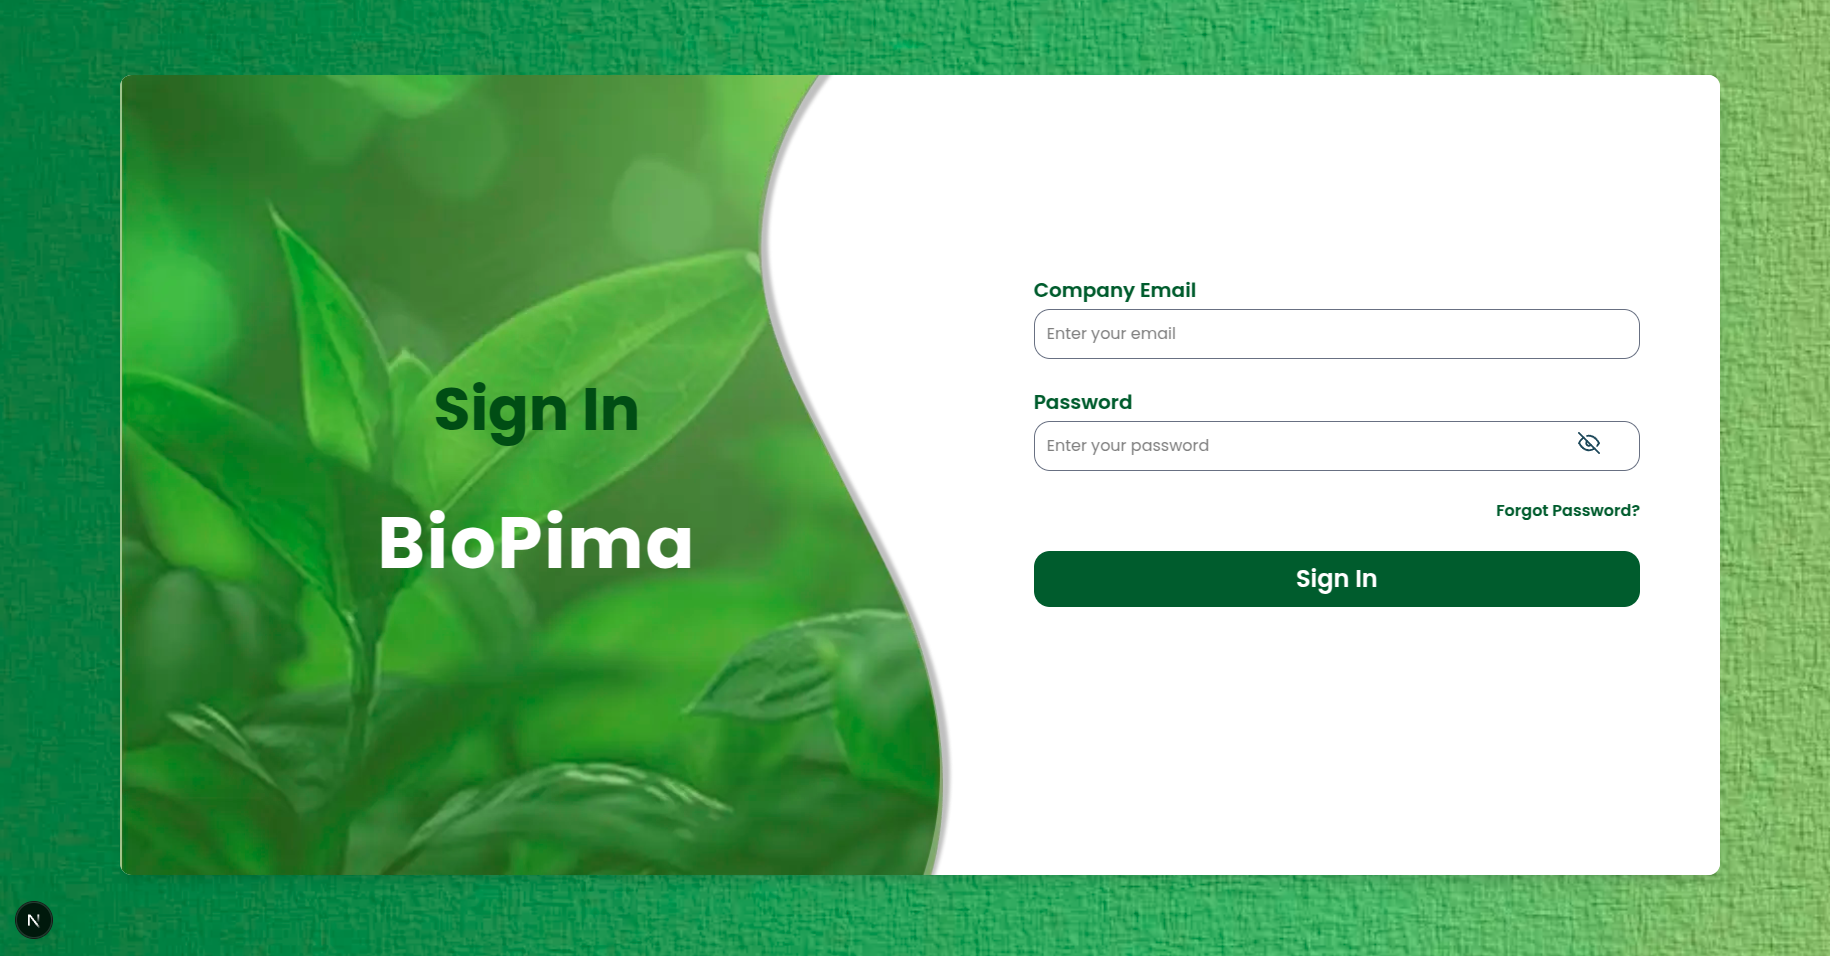 Sign In
BioPima
Company Email
Enter your email
Password
Enter your password
Forgot Password?
Sign In
N